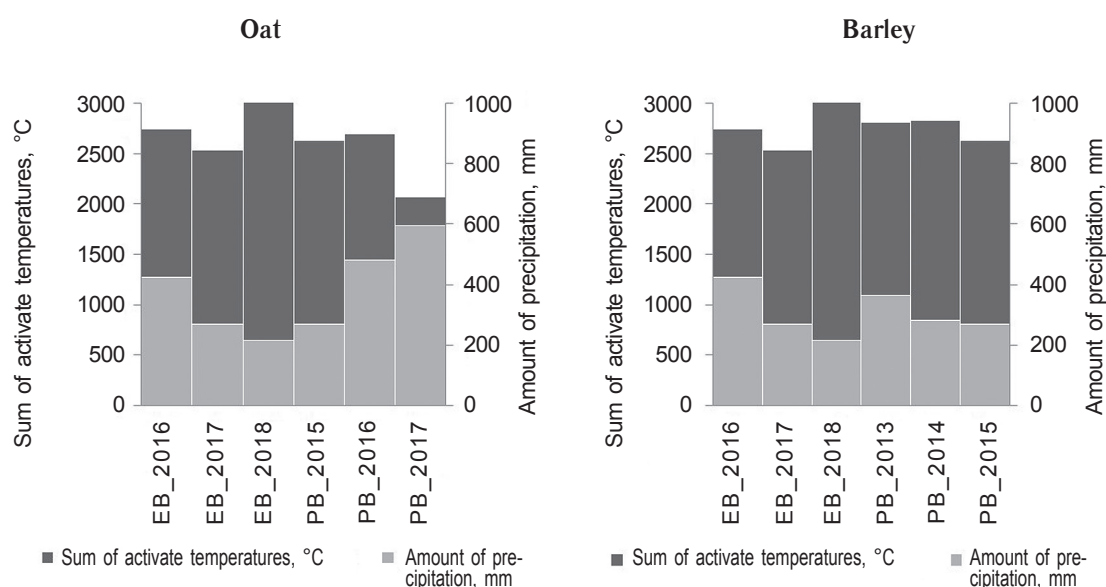 Oat
Sum of activate temperatures, °C
3000
2500
2000
1500
1000
500
0
1000
800
600
400
200
0
Amount of precipitation, mm
EB_2016
EB_2017
EB_2018
PB_2015
PB_2016
PB_2017
Sum of activate temperatures, °C
Amount of pre-
cipitation, mm
Barley
Sum of activate temperatures, °C
3000
2500
2000
1500
1000
500
0
1000
800
600
400
200
0
Amount of precipitation, mm
EB_2016
EB_2017
EB_2018
PB_2013
PB_2014
PB_2015
Sum of activate temperatures, °C
Amount of pre-
cipitation, mm